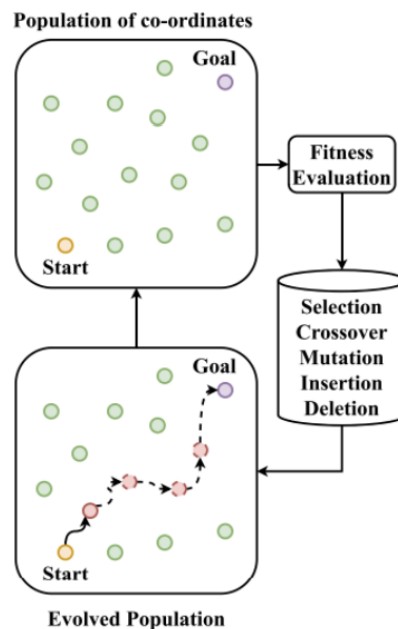 Population of co-ordinates
Goal
Start
Fitness
Evaluation
Selection
Crossover
Mutation
Insertion
Deletion
Goal
Start
Evolved Population